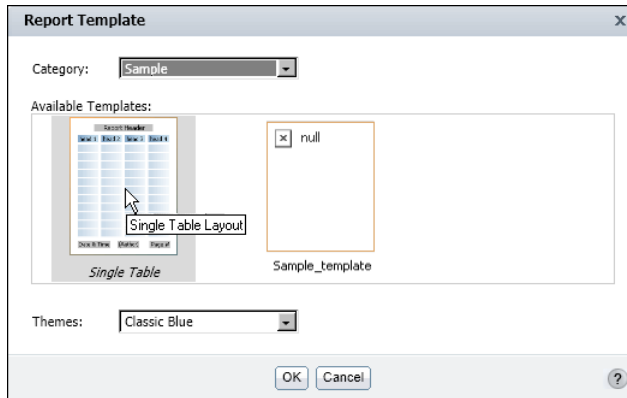 Report Template
x
Category: Sample
Available Templates:
Report Header
null
Single Table Layout
Single Table
Sample_template
Themes: Classic Blue
OK Cancel
?